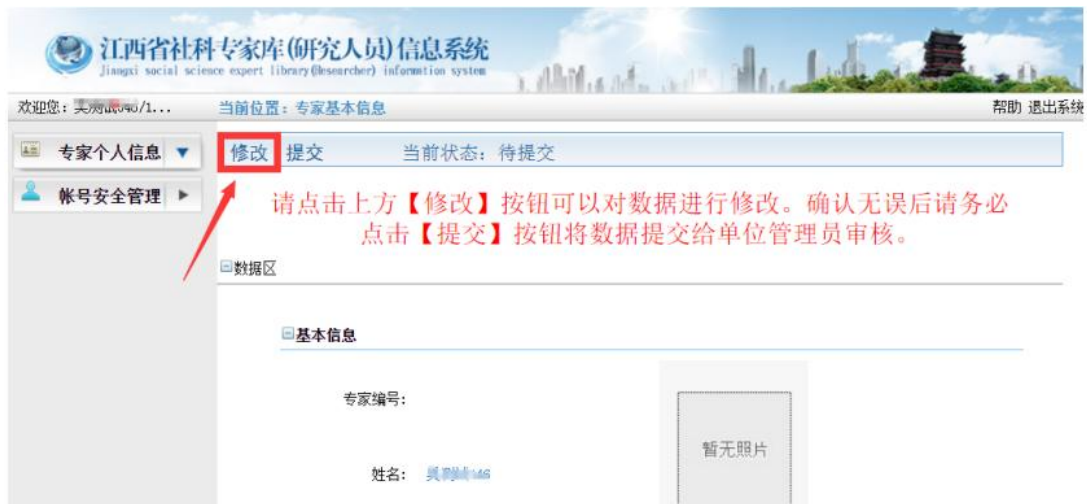 江西省社科专家库(研究人员)信息系统
Jiangxi social science expert library(Researcher) information system
欢迎您: /1... 当前位置: 专家基本信息 帮助 退出系统
专家个人信息 修改 提交 当前状态: 待提交
帐号安全管理
请点击上方【修改】按钮可以对数据进行修改。确认无误后请务必
点击【提交】按钮将数据提交给单位管理员审核。
数据区
基本信息
专家编号:
暂无照片
姓名: